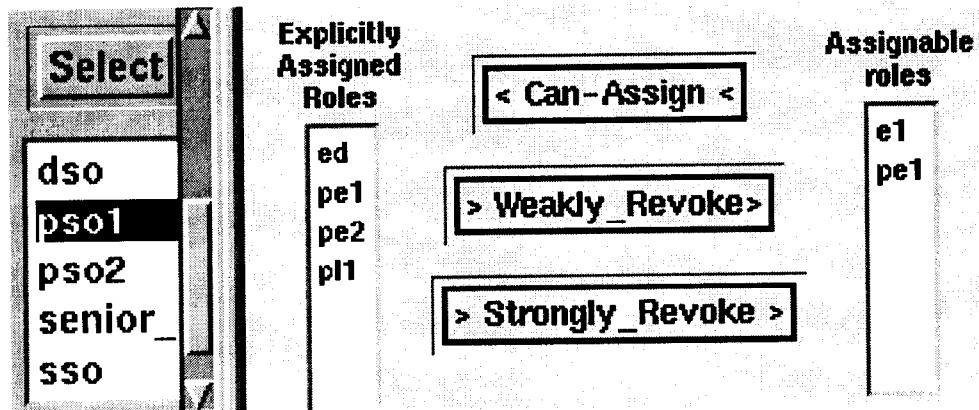 Select
dso
pso1
pso2
senior_
sso
Explicitly
Assigned
Roles
ed
pe1
pe2
pl1
< Can-Assign <
> Weakly_Revoke>
> Strongly_Revoke >
Assignable
roles
e1
pe1